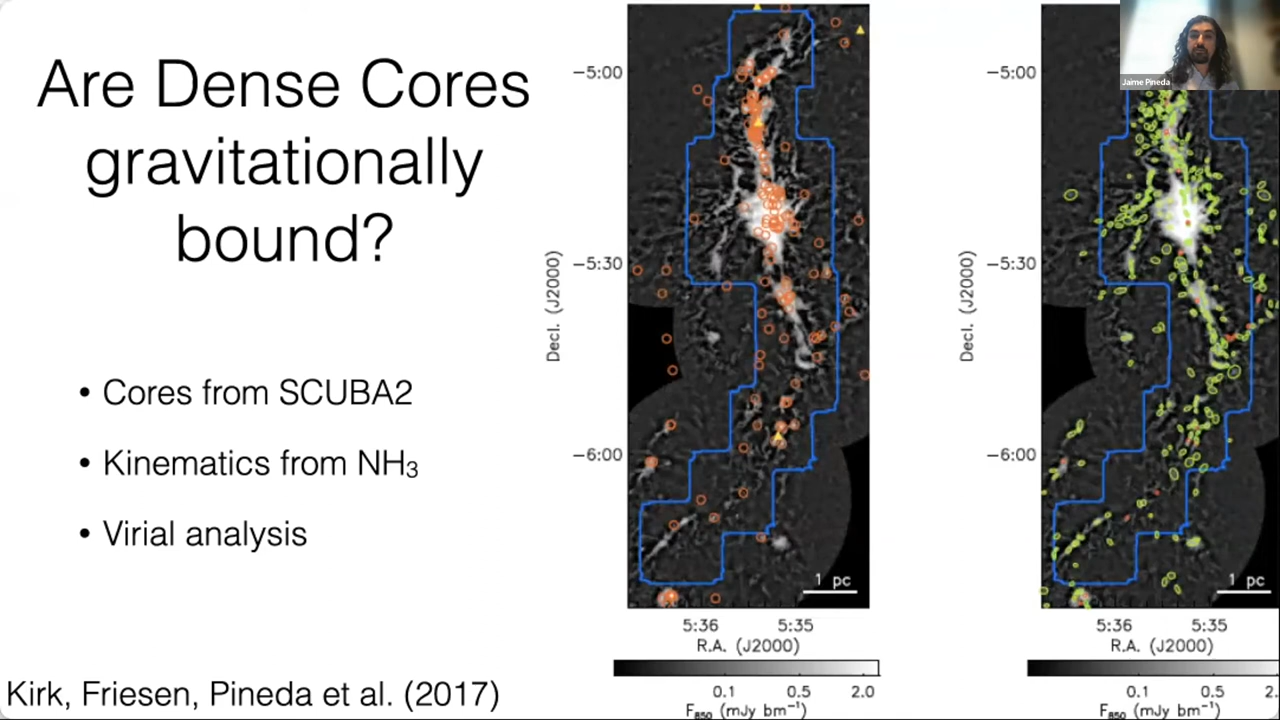 Are Dense Cores
gravitationally
bound?
• Cores from SCUBA2
• Kinematics from NH₃
• Virial analysis
Kirk, Friesen, Pineda et al. (2017)
−5:00
−5:30
−6:00
Decl. (J2000)
1 pc
5:36
5:35
R.A. (J2000)
0.1
0.5
2.0
F₈₅₀ (mJy bm⁻¹)
−5:00
−5:30
−6:00
Decl. (J2000)
1 pc
5:36
5:35
R.A. (J2000)
0.1
0.5
2.
F₈₅₀ (mJy bm⁻¹)
Jaime Pineda